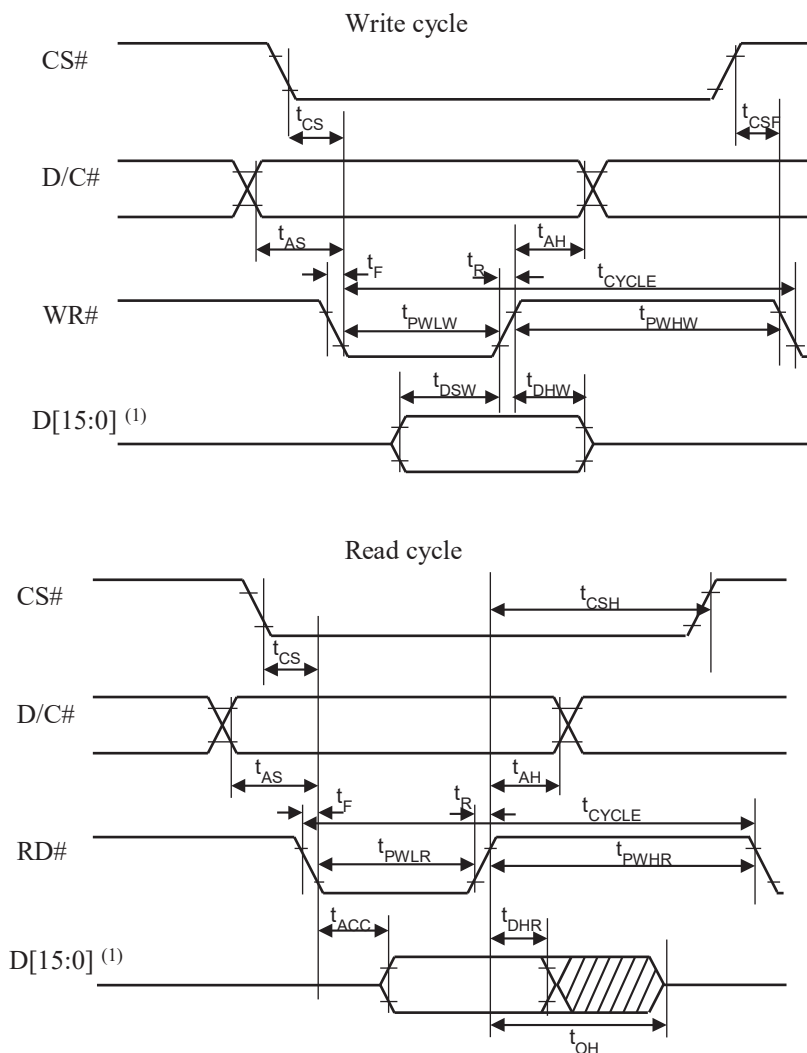 Write cycle
CS#
tCS
tCSF
D/C#
tAS
tAH
tF
tR
tCYCLE
WR#
tPWLW
tPWHW
tDSW
tDHW
D[15:0] (1)
Read cycle
CS#
tCSH
tCS
D/C#
tAS
tAH
tF
tR
tCYCLE
RD#
tPWLR
tPWHR
tACC
tDHR
D[15:0] (1)
tOH